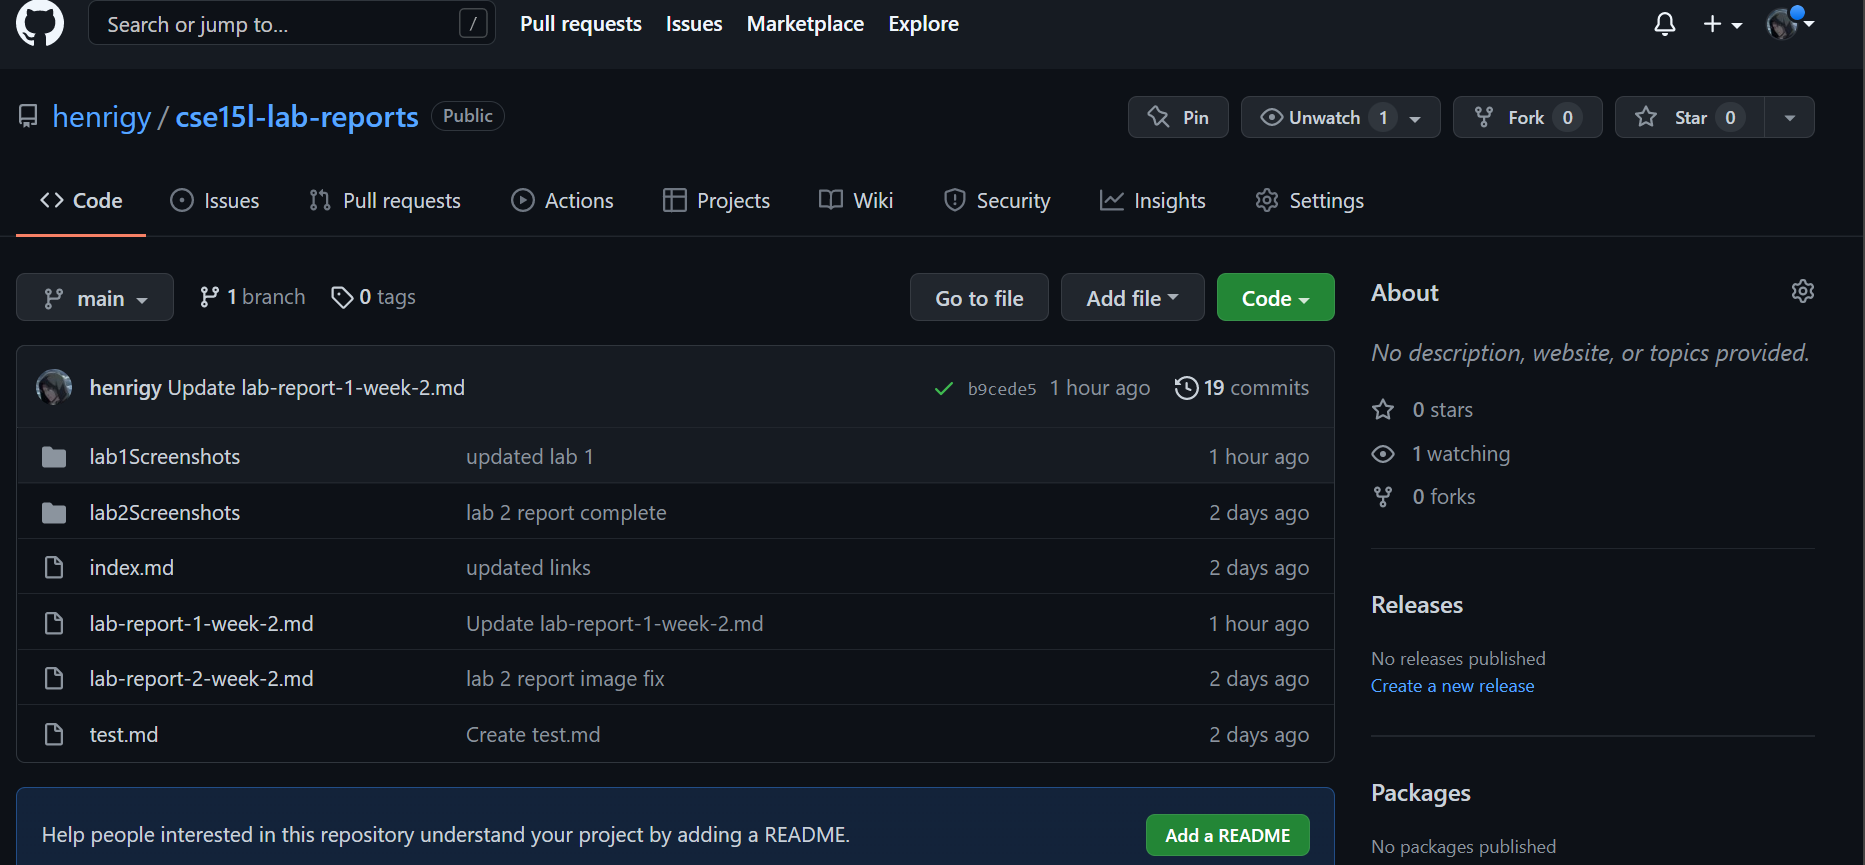 Search or jump to... /
Pull requests Issues Marketplace Explore
henrigy / cse15l-lab-reports Public
Pin Unwatch 1 Fork 0 Star 0
Code Issues Pull requests Actions Projects Wiki Security Insights Settings
main 1 branch 0 tags Go to file Add file Code
henrigy Update lab-report-1-week-2.md b9cede5 1 hour ago 19 commits
lab1Screenshots updated lab 1 1 hour ago
lab2Screenshots lab 2 report complete 2 days ago
index.md updated links 2 days ago
lab-report-1-week-2.md Update lab-report-1-week-2.md 1 hour ago
lab-report-2-week-2.md lab 2 report image fix 2 days ago
test.md Create test.md 2 days ago
Help people interested in this repository understand your project by adding a README. Add a README
About
No description, website, or topics provided.
0 stars
1 watching
0 forks
Releases
No releases published
Create a new release
Packages
No packages published